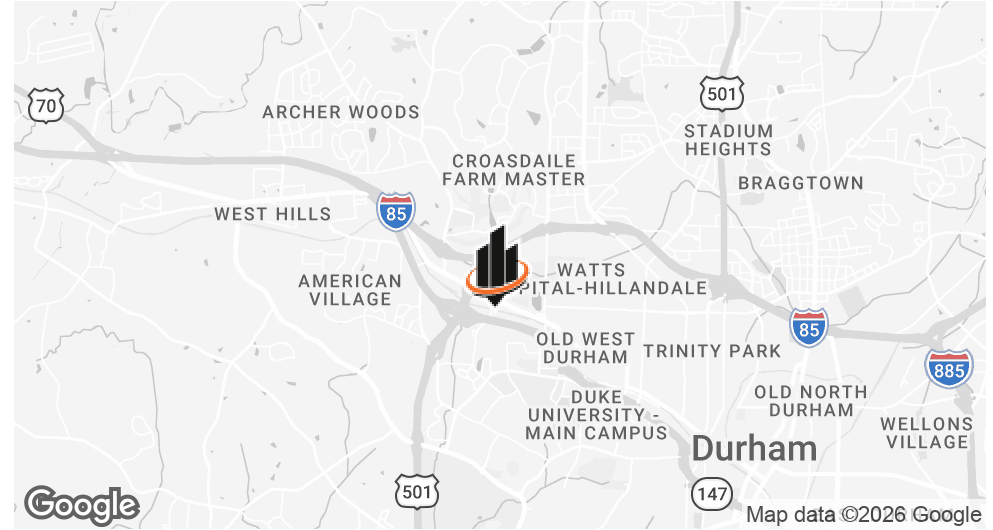 501
70
ARCHER WOODS
STADIUM
HEIGHTS
CROASDAILE
FARM MASTER
BRAGGTOWN
WEST HILLS
85
AMERICAN
VILLAGE
WATTS
PITAL-HILLANDALE
85
OLD WEST
DURHAM
TRINITY PARK
885
OLD NORTH
DURHAM
DUKE
UNIVERSITY -
MAIN CAMPUS
WELLONS
VILLAGE
Durham
501
147
Google
Map data ©2026 Google